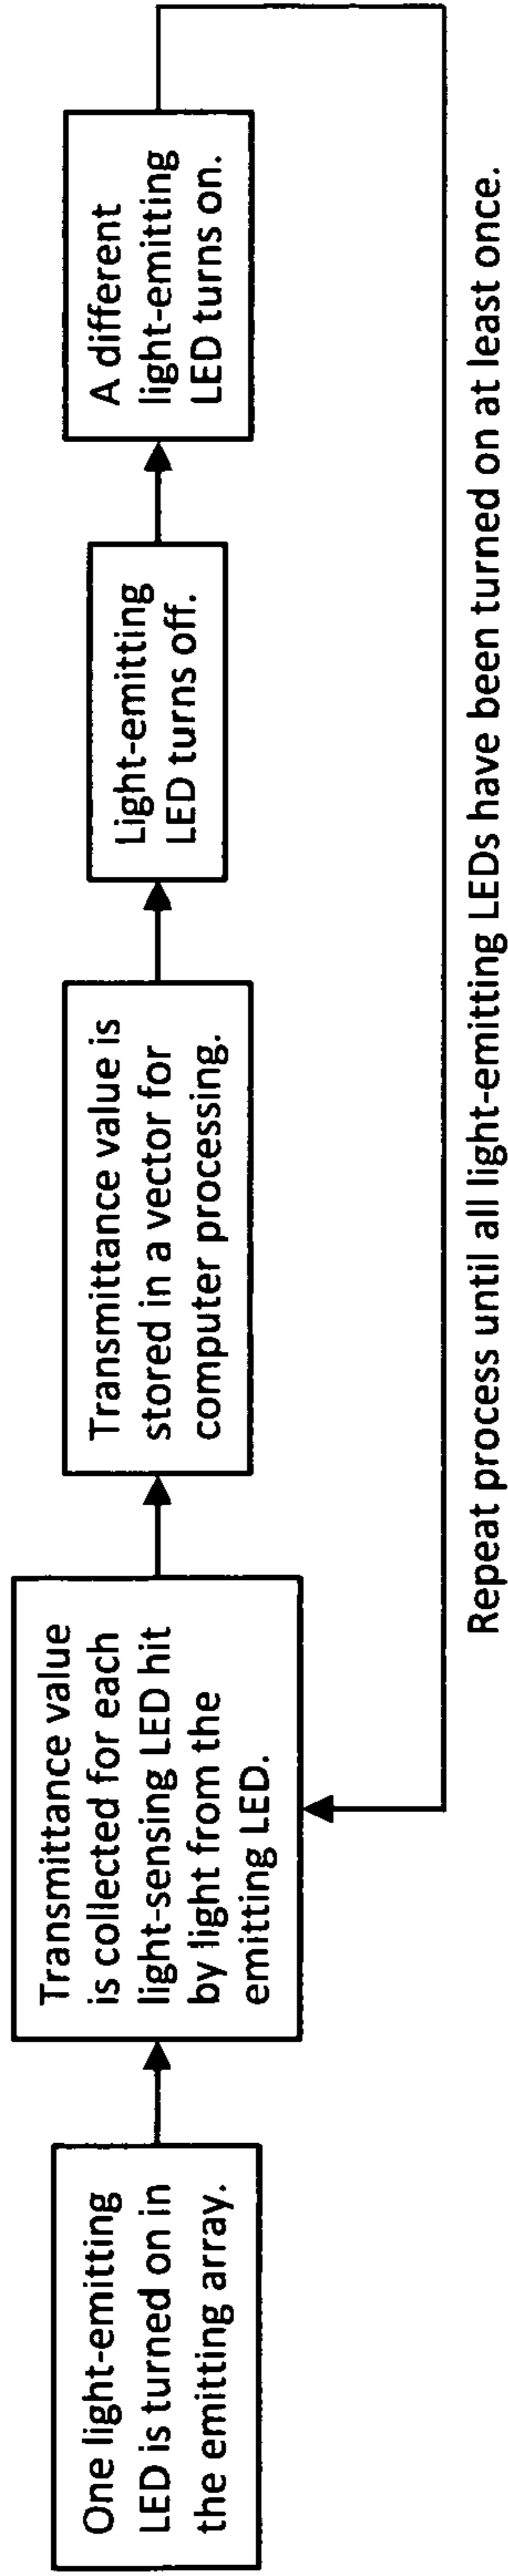 One light-emitting
LED is turned on in
the emitting array.
Transmittance value
is collected for each
light-sensing LED hit
by light from the
emitting LED.
Transmittance value is
stored in a vector for
computer processing.
Light-emitting
LED turns off.
A different
light-emitting
LED turns on.
Repeat process until all light-emitting LEDs have been turned on at least once.